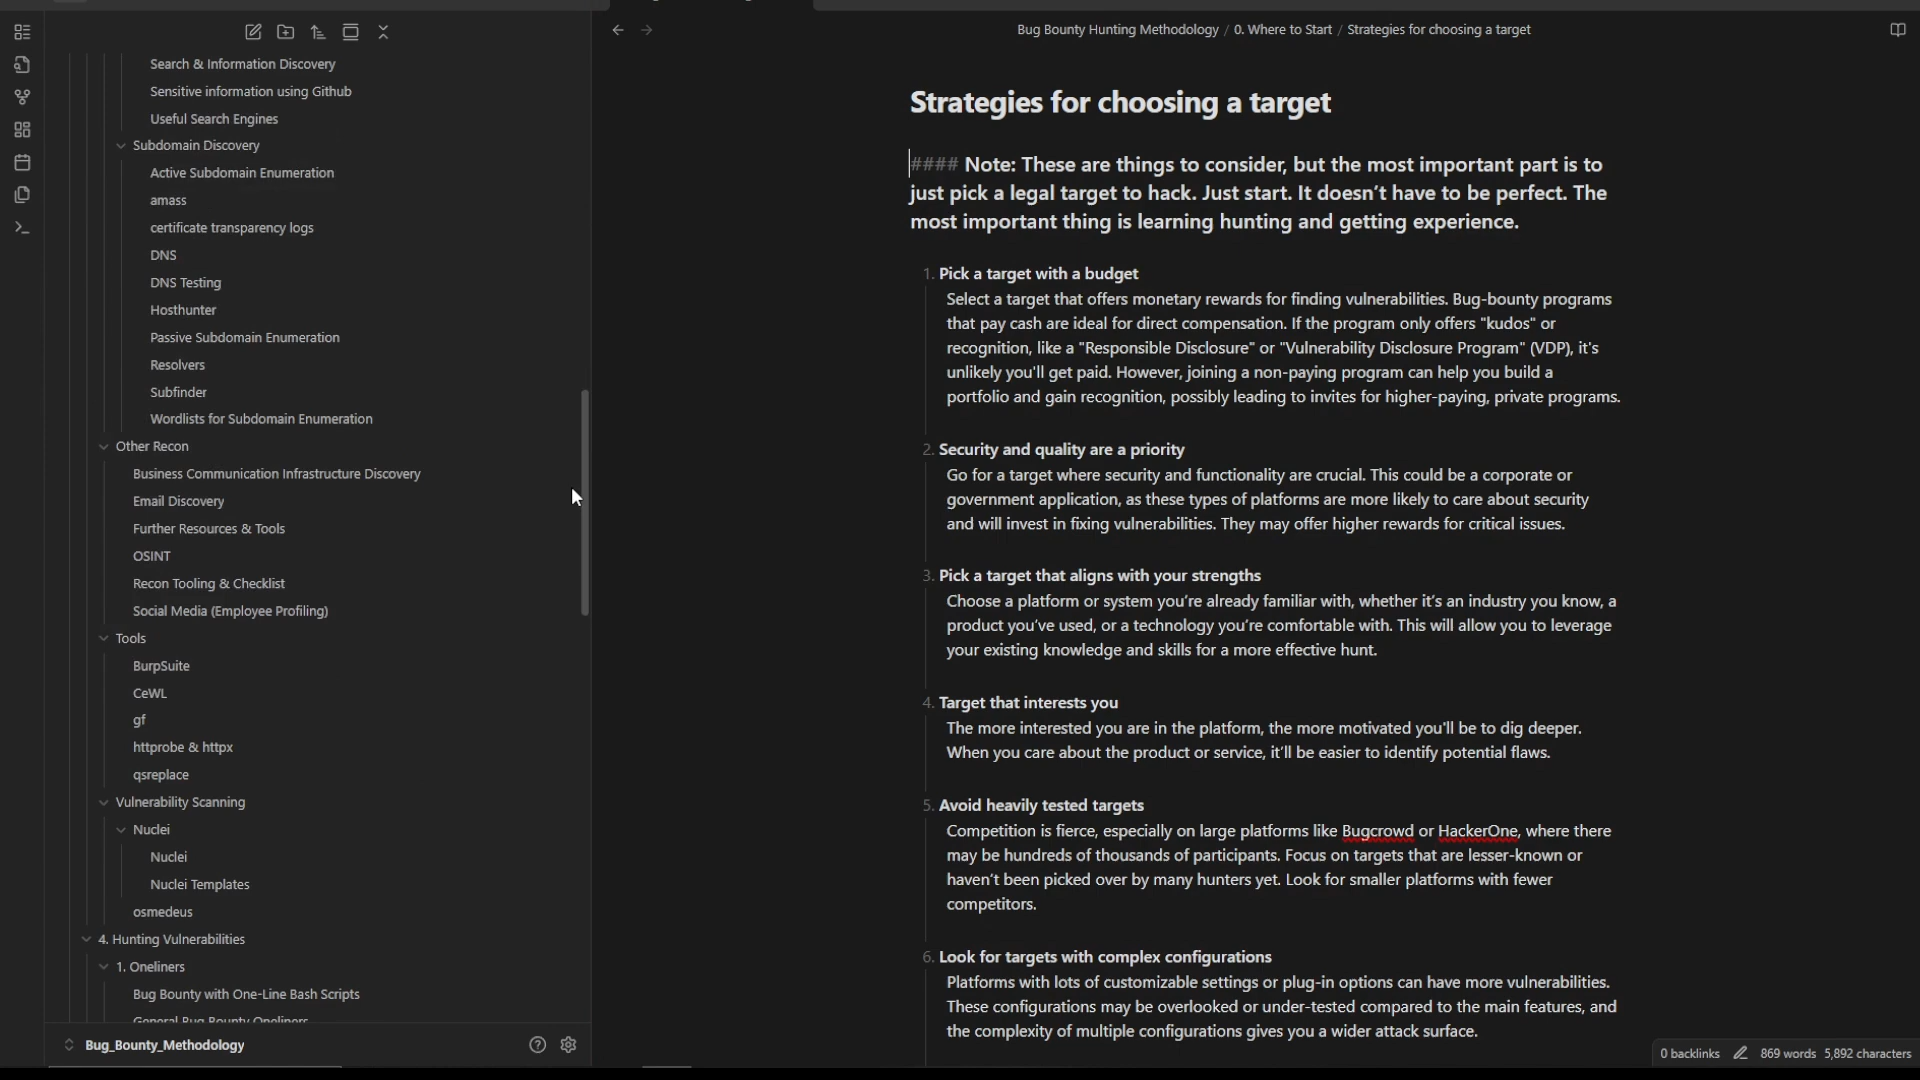 Search & Information Discovery
Sensitive information using Github
Useful Search Engines
Subdomain Discovery
Active Subdomain Enumeration
amass
certificate transparency logs
DNS
DNS Testing
Hosthunter
Passive Subdomain Enumeration
Resolvers
Subfinder
Wordlists for Subdomain Enumeration
Other Recon
Business Communication Infrastructure Discovery
Email Discovery
Further Resources & Tools
OSINT
Recon Tooling & Checklist
Social Media (Employee Profiling)
Tools
BurpSuite
CeWL
gf
httprobe & httpx
qsreplace
Vulnerability Scanning
Nuclei
Nuclei
Nuclei Templates
osmedeus
4. Hunting Vulnerabilities
1. Oneliners
Bug Bounty with One-Line Bash Scripts
General Bug Bounty Oneliners
Bug_Bounty_Methodology
Bug Bounty Hunting Methodology / 0. Where to Start / Strategies for choosing a target
Strategies for choosing a target
#### Note: These are things to consider, but the most important part is to
just pick a legal target to hack. Just start. It doesn't have to be perfect. The
most important thing is learning hunting and getting experience.
1. Pick a target with a budget
Select a target that offers monetary rewards for finding vulnerabilities. Bug-bounty programs
that pay cash are ideal for direct compensation. If the program only offers "kudos" or
recognition, like a "Responsible Disclosure" or "Vulnerability Disclosure Program" (VDP), it's
unlikely you'll get paid. However, joining a non-paying program can help you build a
portfolio and gain recognition, possibly leading to invites for higher-paying, private programs.
2. Security and quality are a priority
Go for a target where security and functionality are crucial. This could be a corporate or
government application, as these types of platforms are more likely to care about security
and will invest in fixing vulnerabilities. They may offer higher rewards for critical issues.
3. Pick a target that aligns with your strengths
Choose a platform or system you're already familiar with, whether it's an industry you know, a
product you've used, or a technology you're comfortable with. This will allow you to leverage
your existing knowledge and skills for a more effective hunt.
4. Target that interests you
The more interested you are in the platform, the more motivated you'll be to dig deeper.
When you care about the product or service, it'll be easier to identify potential flaws.
5. Avoid heavily tested targets
Competition is fierce, especially on large platforms like Bugcrowd or HackerOne, where there
may be hundreds of thousands of participants. Focus on targets that are lesser-known or
haven't been picked over by many hunters yet. Look for smaller platforms with fewer
competitors.
6. Look for targets with complex configurations
Platforms with lots of customizable settings or plug-in options can have more vulnerabilities.
These configurations may be overlooked or under-tested compared to the main features, and
the complexity of multiple configurations gives you a wider attack surface.
0 backlinks 869 words 5,892 characters